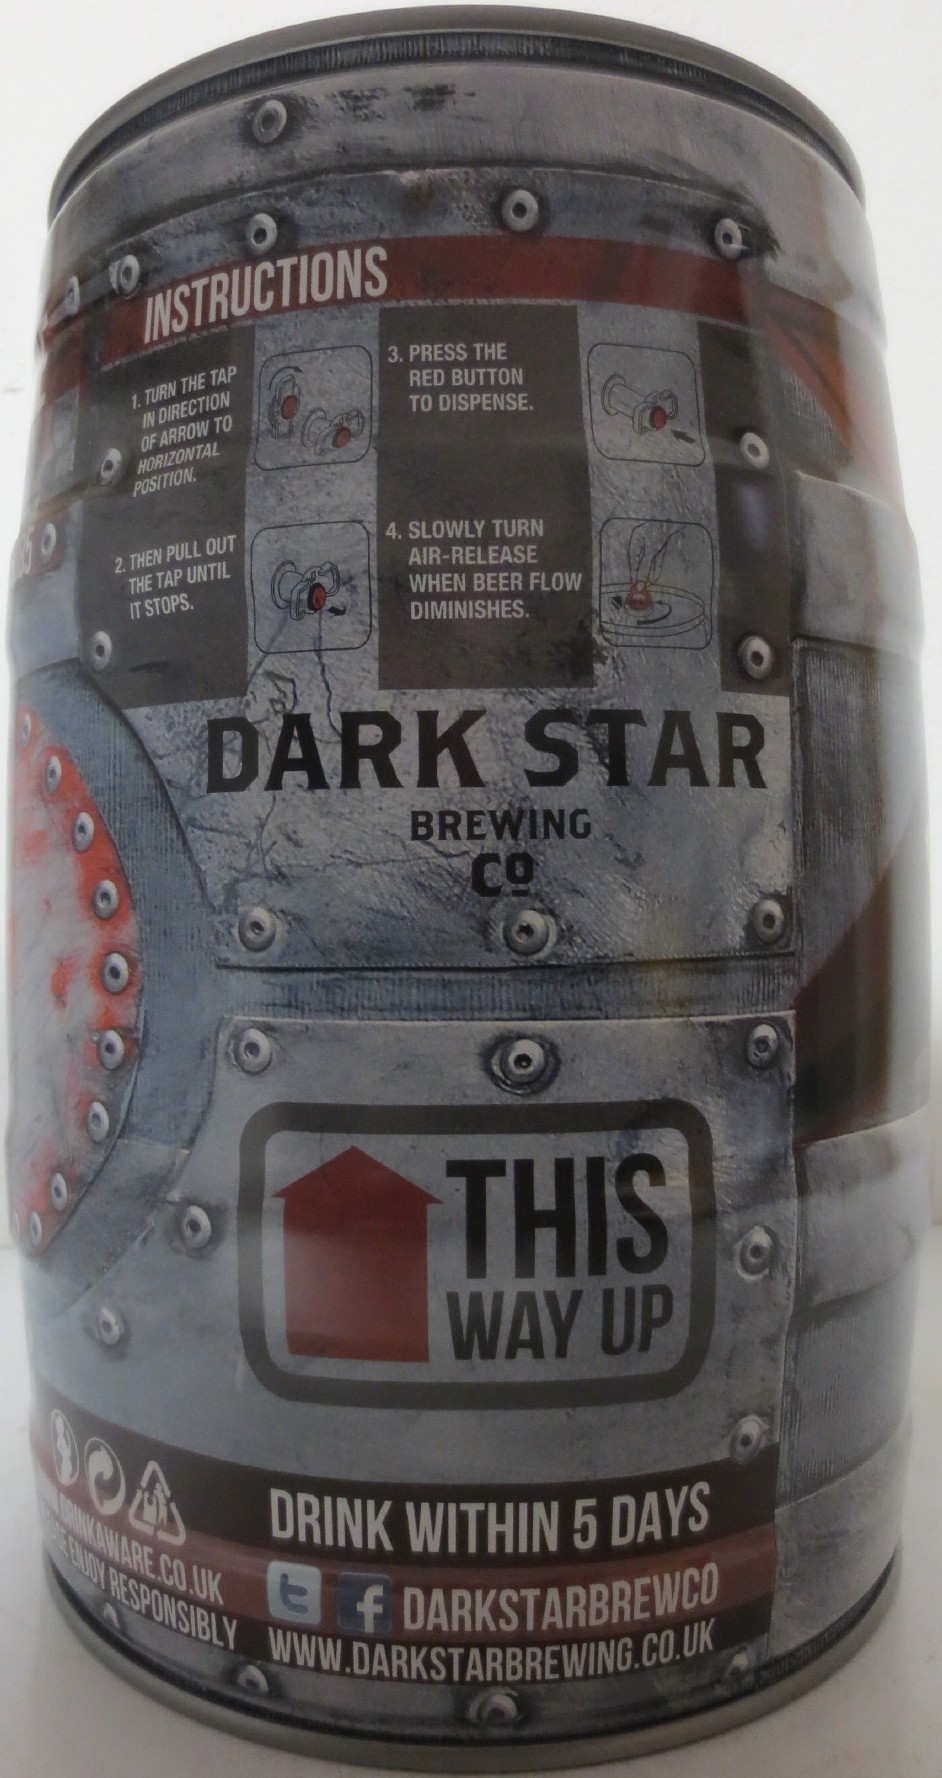 INSTRUCTIONS
1. TURN THE TAP
IN DIRECTION
OF ARROW TO
HORIZONTAL
POSITION.
2. THEN PULL OUT
THE TAP UNTIL
IT STOPS.
3. PRESS THE
RED BUTTON
TO DISPENSE.
4. SLOWLY TURN
AIR-RELEASE
WHEN BEER FLOW
DIMINISHES.
DARK STAR
BREWING
Cº
THIS
WAY UP
DRINKAWARE.CO.UK
ENJOY RESPONSIBLY
DRINK WITHIN 5 DAYS
t f DARKSTARBREWCO
WWW.DARKSTARBREWING.CO.UK